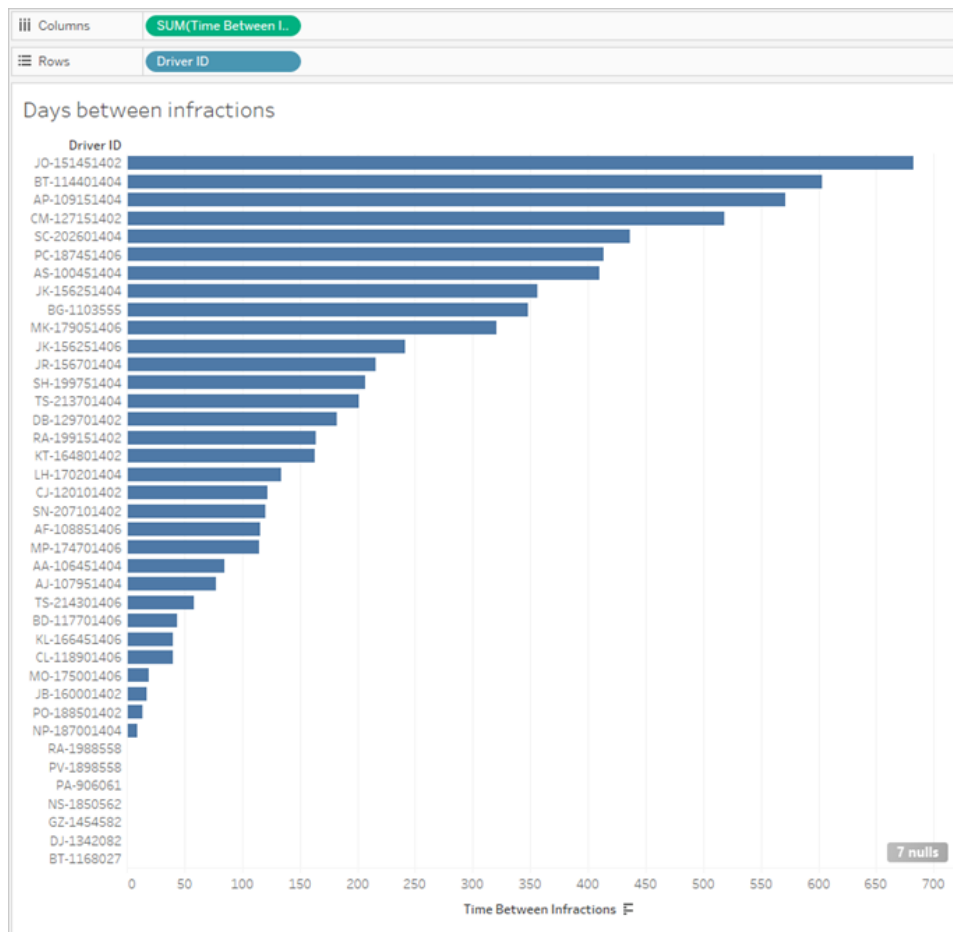 Columns SUM(Time Between I..
Rows Driver ID
Days between infractions
Driver ID
JO-151451402
BT-114401404
AP-109151404
CM-127151402
SC-202601404
PC-187451406
AS-100451404
JK-156251404
BG-1103555
MK-179051406
JK-156251406
JR-156701404
SH-199751404
TS-213701404
DB-129701402
RA-199151402
KT-164801402
LH-170201404
CJ-120101402
SN-207101402
AF-108851406
MP-174701406
AA-106451404
AJ-107951404
TS-214301406
BD-117701406
KL-166451406
CL-118901406
MO-175001406
JB-160001402
PO-188501402
NP-187001404
RA-1988558
PV-1898558
PA-906061
NS-1850562
GZ-1454582
DJ-1342082
BT-1168027
7 nulls
0 50 100 150 200 250 300 350 400 450 500 550 600 650 700
Time Between Infractions